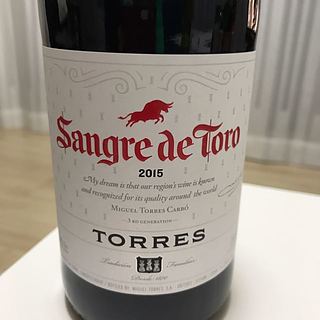 Sangre de Toro
2015
My dream is that our region's wine is known
and recognized for its quality around the world
MIGUEL TORRES CARBÓ
3RD GENERATION
TORRES
Tradición Familiar
Desde 1870